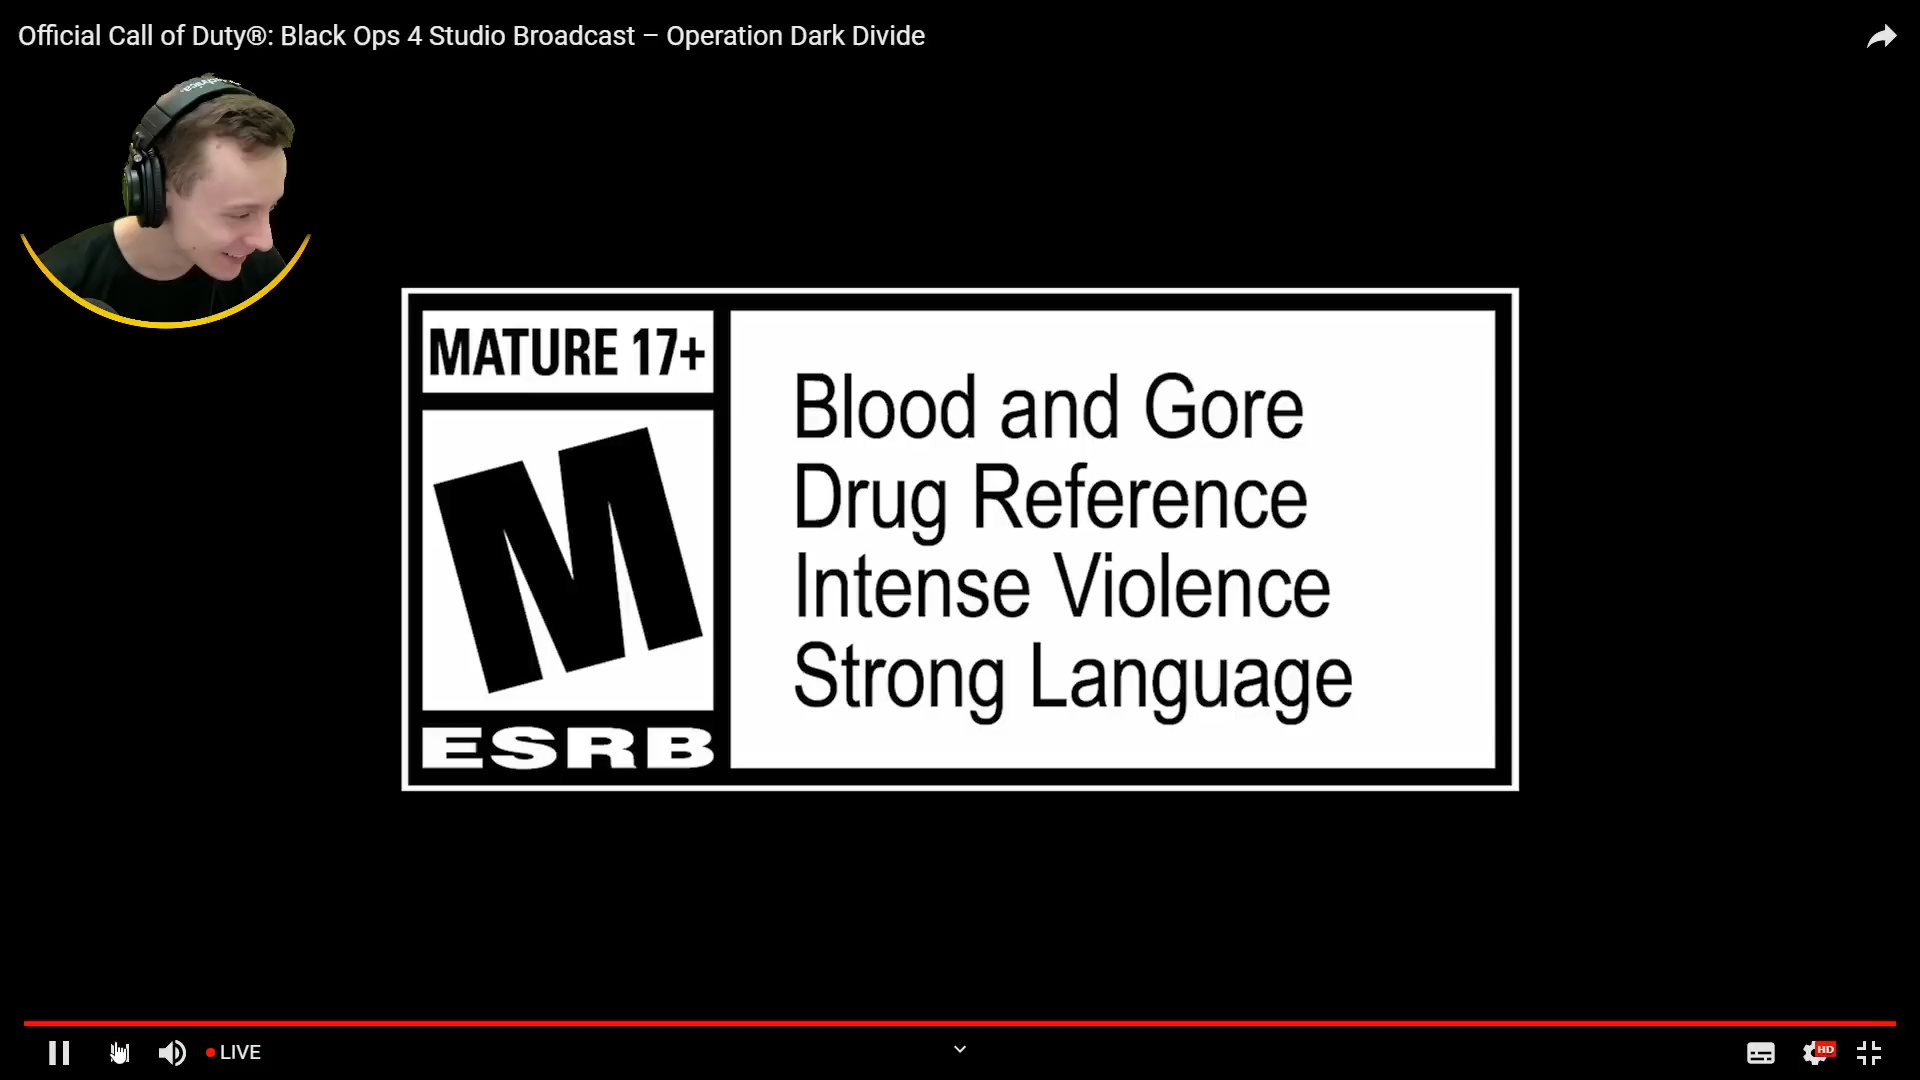 Official Call of Duty®: Black Ops 4 Studio Broadcast – Operation Dark Divide
MATURE 17+
M
ESRB
Blood and Gore
Drug Reference
Intense Violence
Strong Language
LIVE
HD